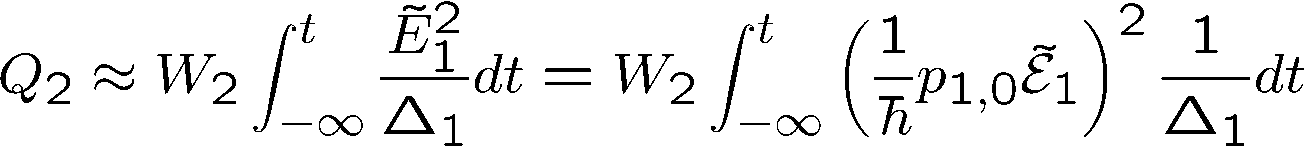 $Q_2 \approx W_2 \int_{-\infty}^{t} \frac{\tilde{E}_1^2}{\Delta_1} dt = W_2 \int_{-\infty}^{t} \left( \frac{1}{\hbar} p_{1,0} \tilde{\mathcal{E}}_1 \right)^2 \frac{1}{\Delta_1} dt$